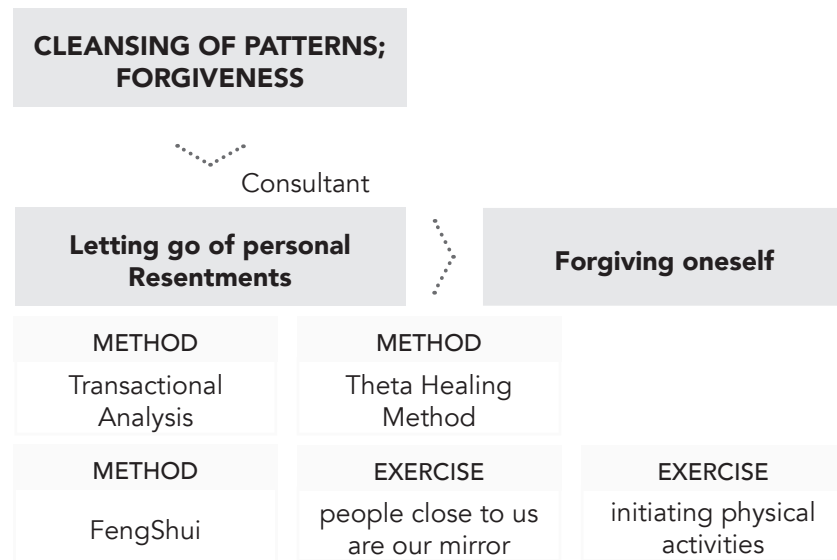 CLEANSING OF PATTERNS;
FORGIVENESS
Consultant
Letting go of personal
Resentments
Forgiving oneself
METHOD
Transactional
Analysis
METHOD
Theta Healing
Method
METHOD
FengShui
EXERCISE
people close to us
are our mirror
EXERCISE
initiating physical
activities